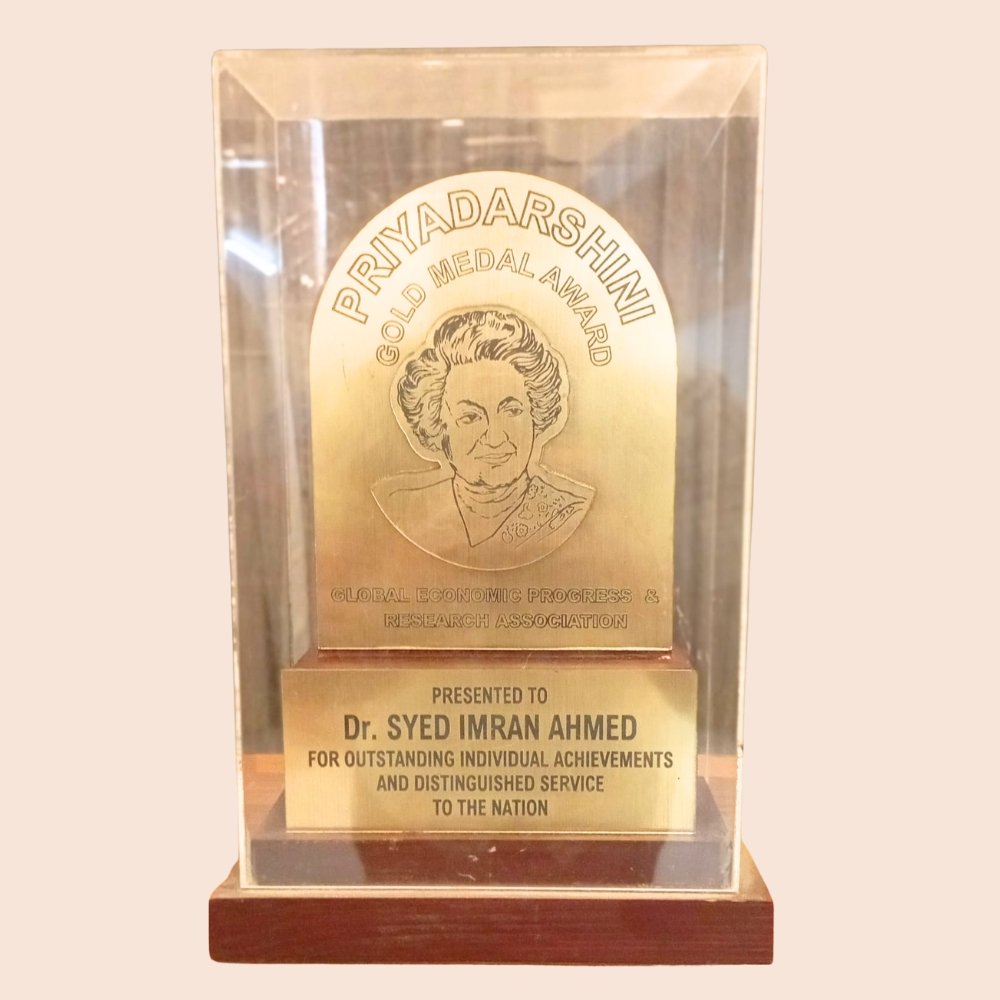 PRIYADARSHINI
GOLD MEDAL AWARD
GLOBAL ECONOMIC PROGRESS &
RESEARCH ASSOCIATION
PRESENTED TO
Dr. SYED IMRAN AHMED
FOR OUTSTANDING INDIVIDUAL ACHIEVEMENTS
AND DISTINGUISHED SERVICE
TO THE NATION